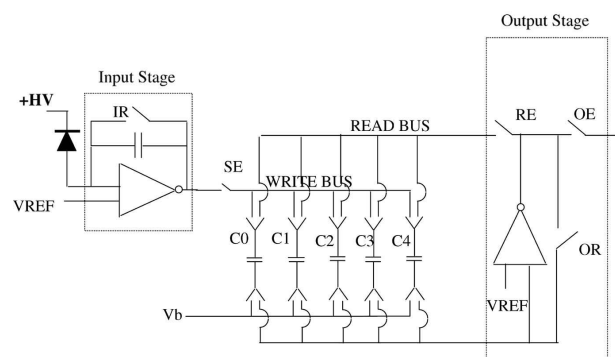 Output Stage
Input Stage
+HV
IR
RE
OE
READ BUS
SE
WRITE BUS
VREF
C0
C1
C2
C3
C4
OR
VREF
Vb